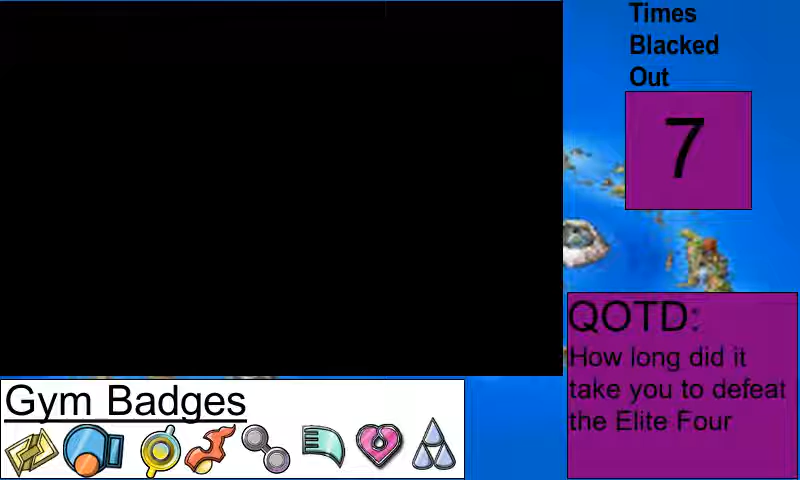 Times
Blacked
Out
7
QOTD:
How long did it
take you to defeat
the Elite Four
Gym Badges